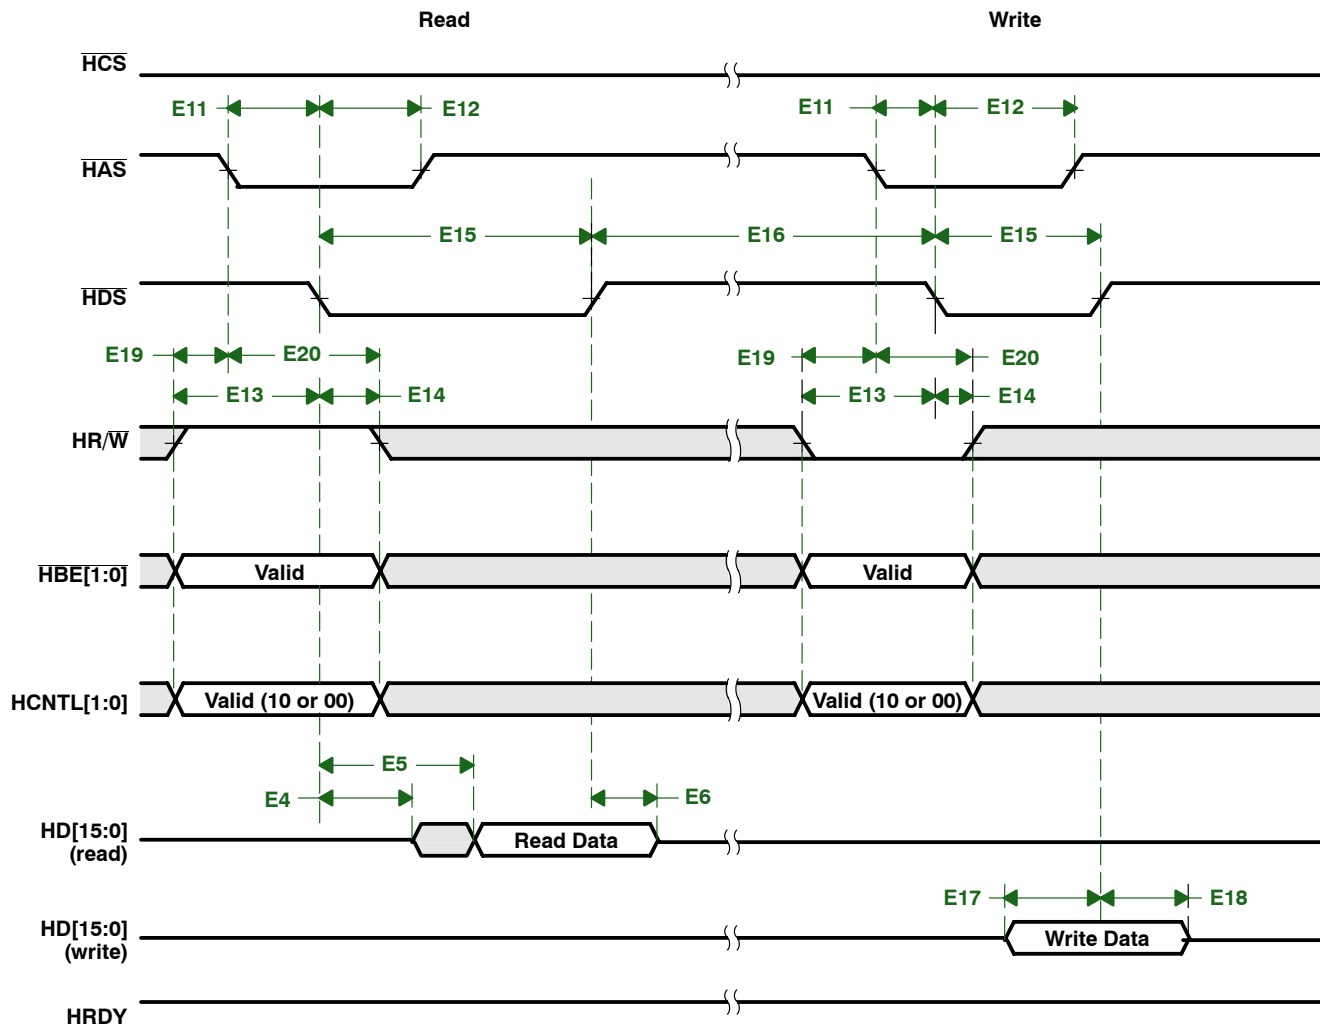 Read Write
HCS
E11 E12 E11 E12
HAS
E15 E16 E15
HDS
E19 E20 E19 E20
E13 E14 E13 E14
HR/W
HBE[1:0] Valid Valid
HCNTL[1:0] Valid (10 or 00) Valid (10 or 00)
E5
E4 E6
HD[15:0] Read Data
(read)
E17 E18
HD[15:0] Write Data
(write)
HRDY